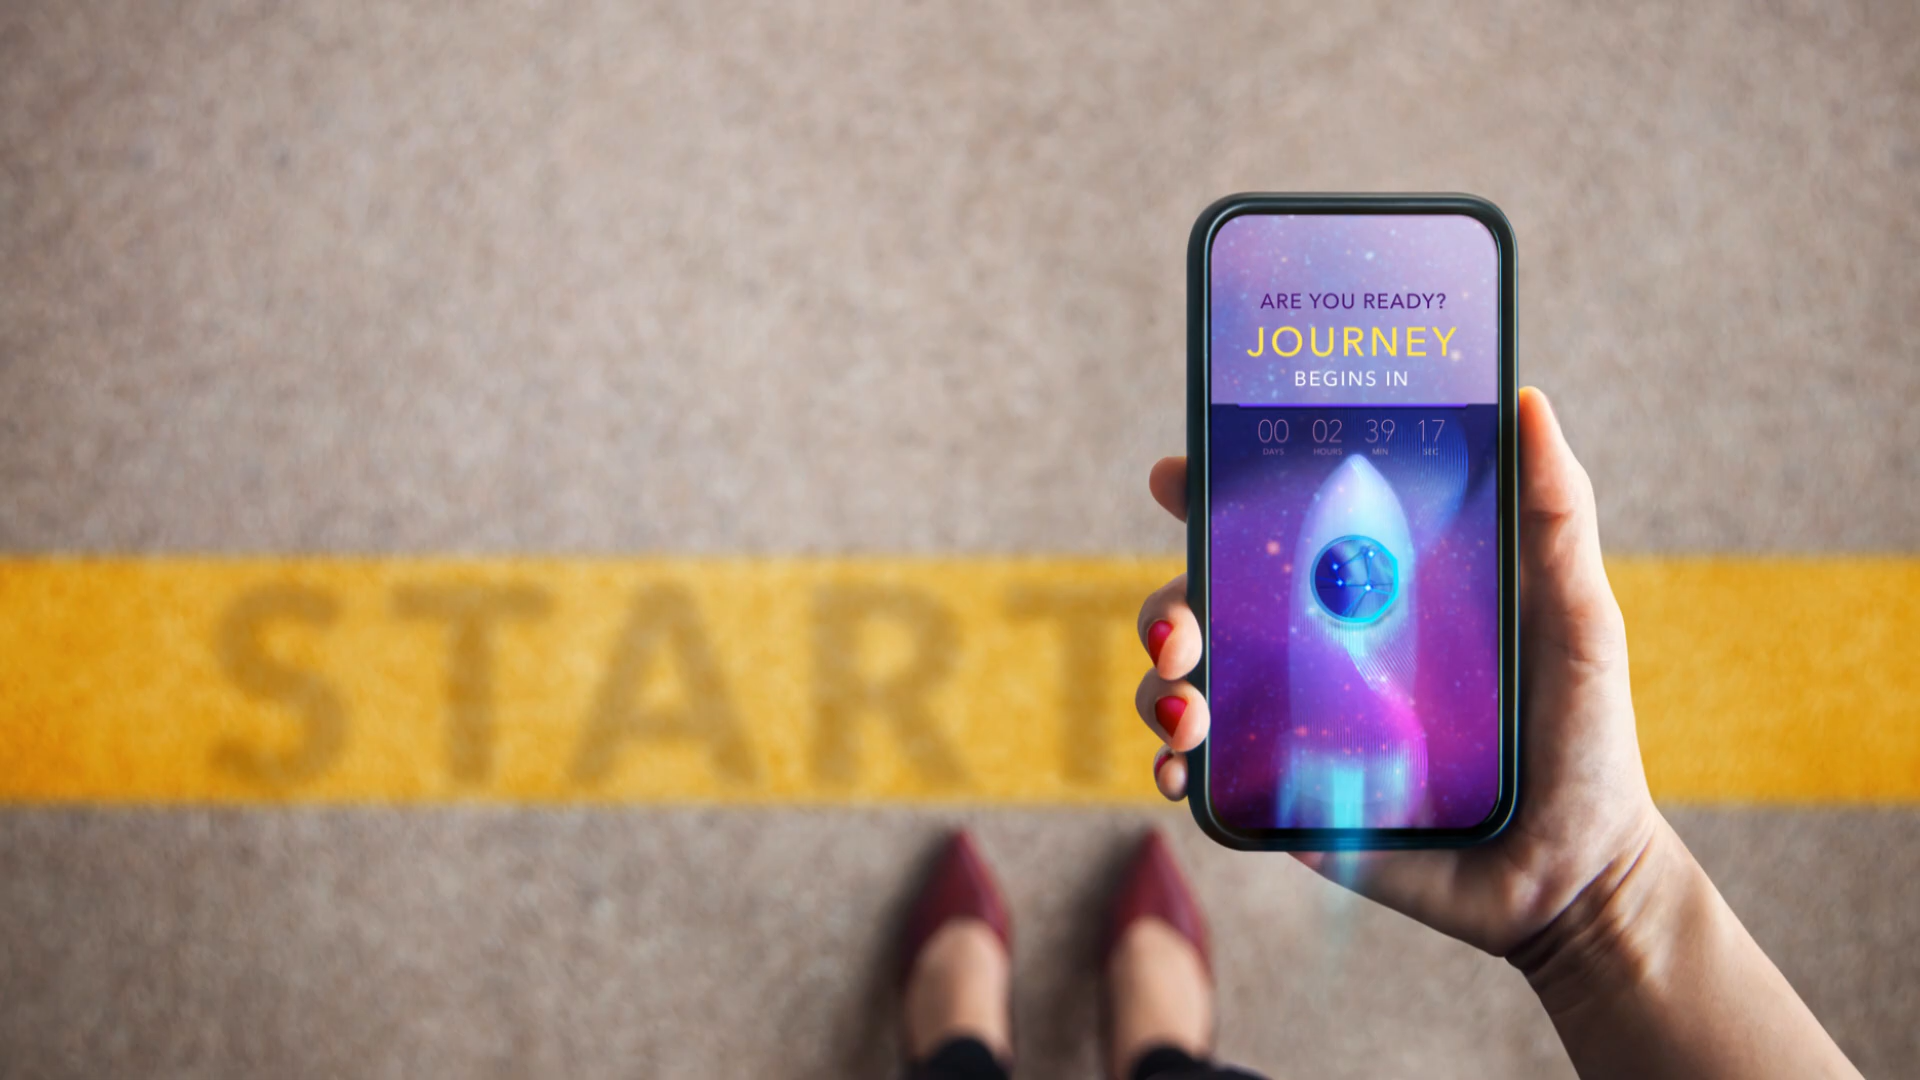 ARE YOU READY?
JOURNEY
BEGINS IN
00 02 39 17
DAYS HOURS MIN SEC
START